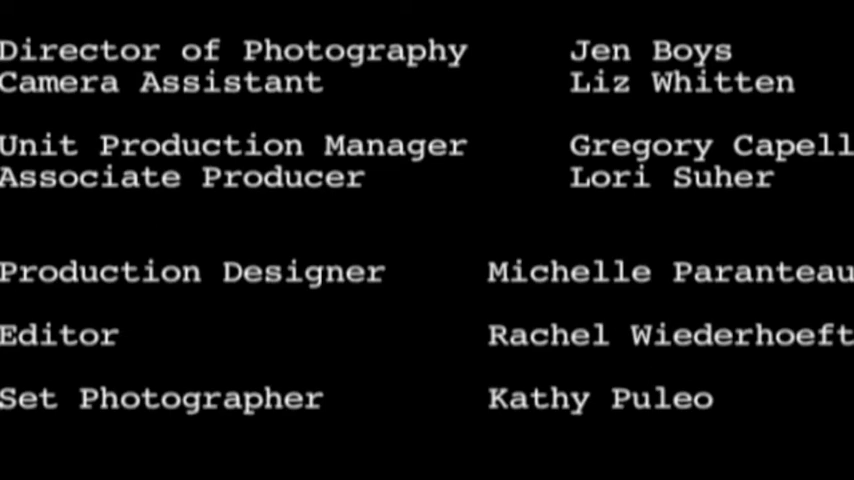 Director of Photography Jen Boys
Camera Assistant Liz Whitten
Unit Production Manager Gregory Capell
Associate Producer Lori Suher
Production Designer Michelle Paranteau
Editor Rachel Wiederhoeft
Set Photographer Kathy Puleo